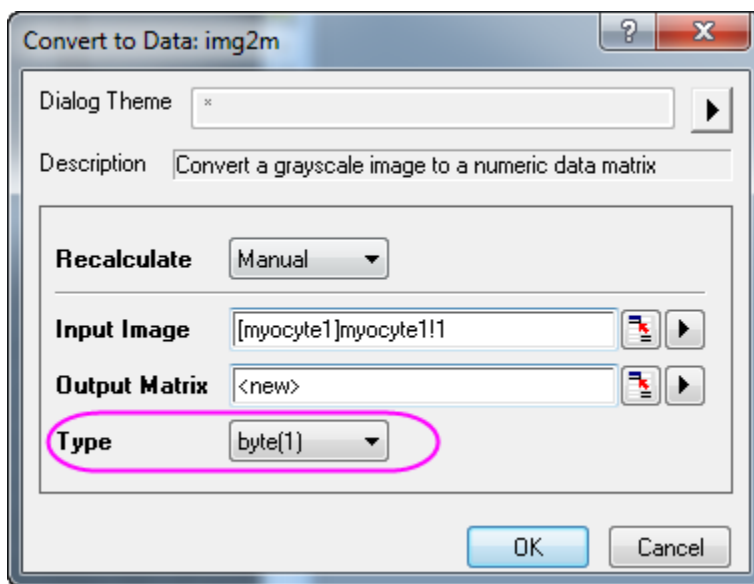 Convert to Data: img2m
Dialog Theme *
Description Convert a grayscale image to a numeric data matrix
Recalculate Manual
Input Image [myocyte1]myocyte1!1
Output Matrix <new>
Type byte(1)
OK Cancel